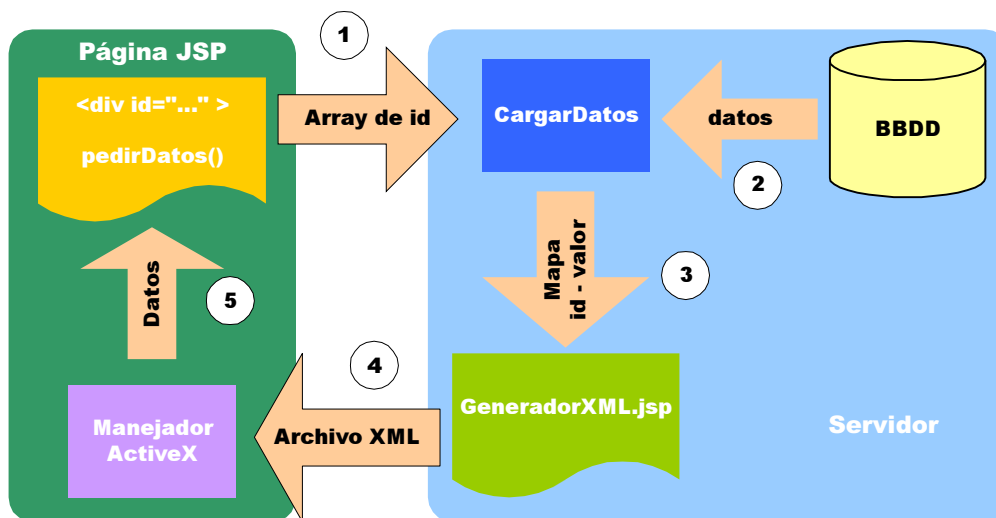 1
Página JSP
<div id="..." >
pedirDatos()
Array de id
CargarDatos
datos
BBDD
2
Mapa
id - valor
3
Datos
5
4
GeneradorXML.jsp
Manejador
ActiveX
Archivo XML
Servidor